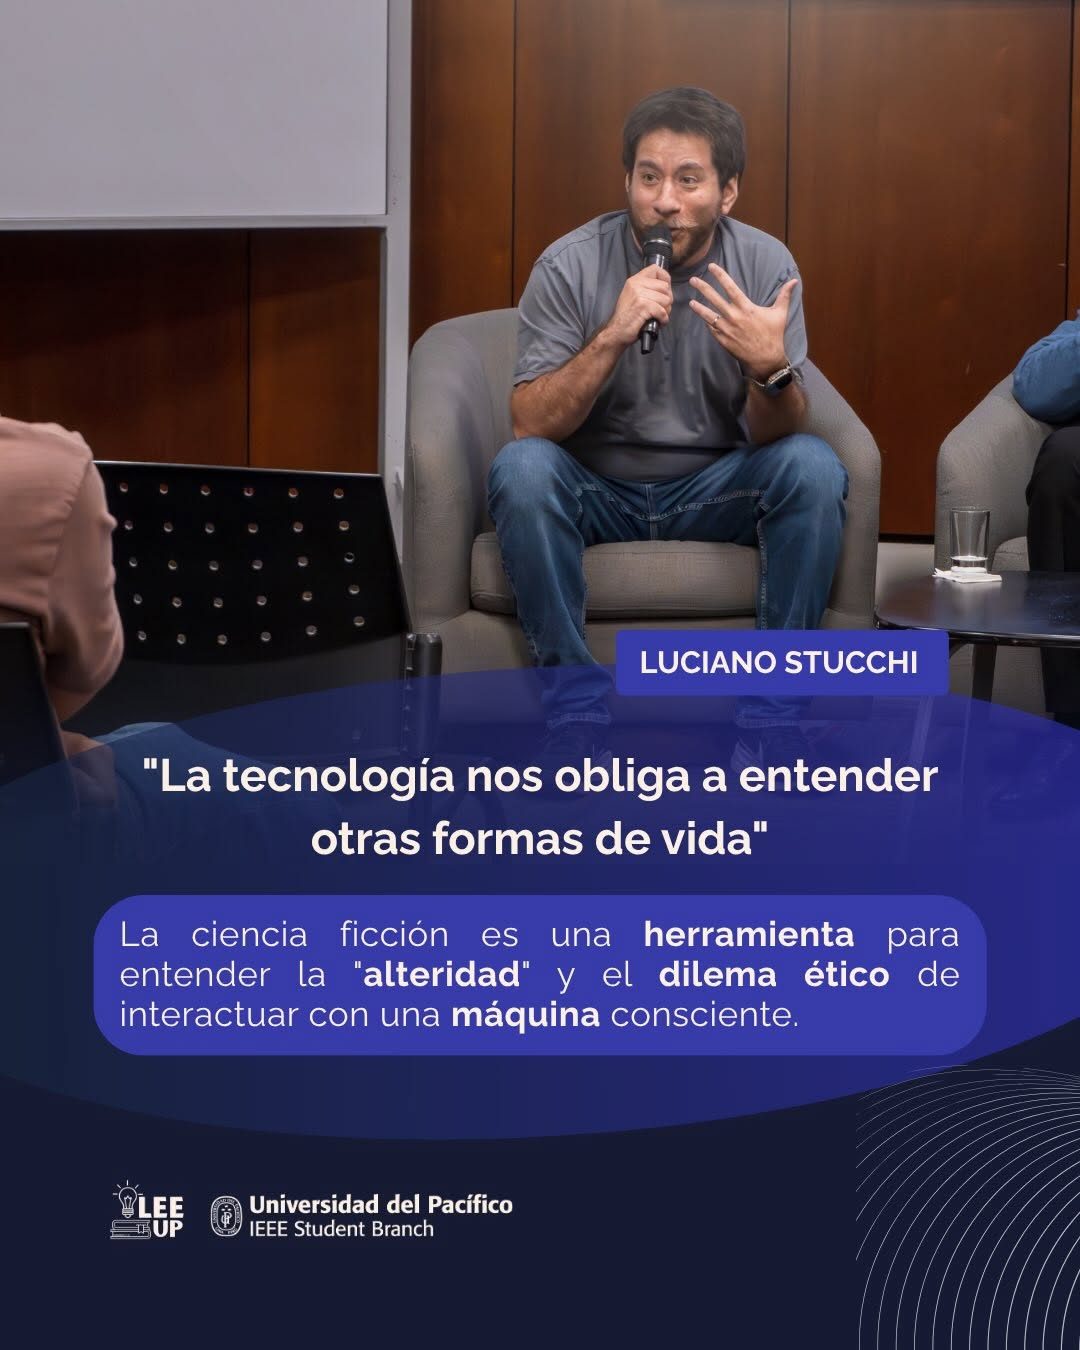 LUCIANO STUCCHI
"La tecnología nos obliga a entender
otras formas de vida"
La ciencia ficción es una herramienta para
entender la "alteridad" y el dilema ético de
interactuar con una máquina consciente.
LEE
UP
Universidad del Pacífico
IEEE Student Branch